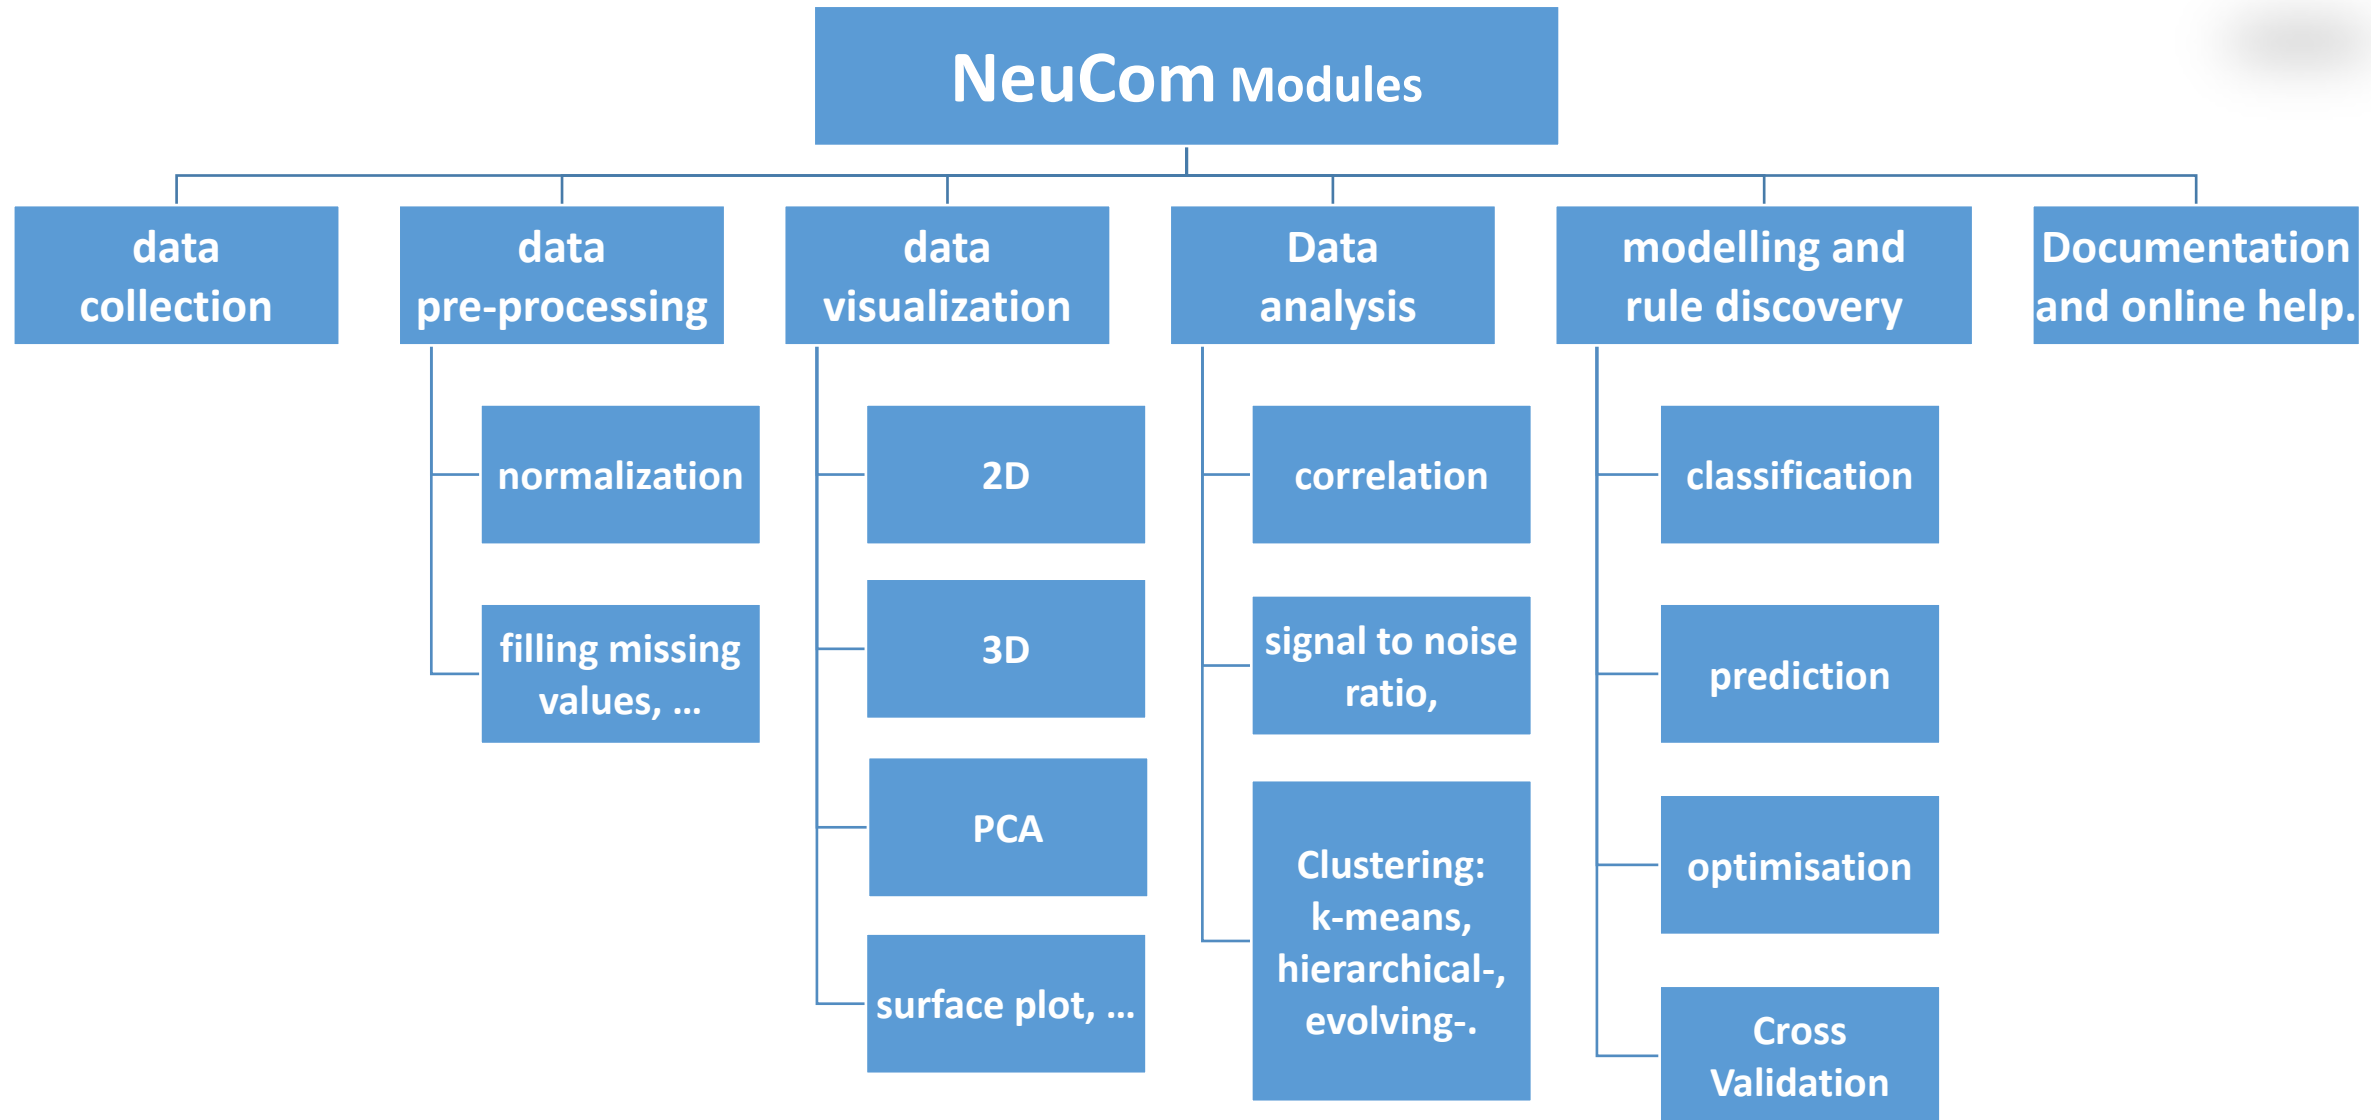 NeuCom Modules
data
collection
data
pre-processing
data
visualization
Data
analysis
modelling and
rule discovery
Documentation
and online help.
normalization
filling missing
values, ...
2D
3D
PCA
surface plot, ...
correlation
signal to noise
ratio,
Clustering:
k-means,
hierarchical-,
evolving-.
classification
prediction
optimisation
Cross
Validation